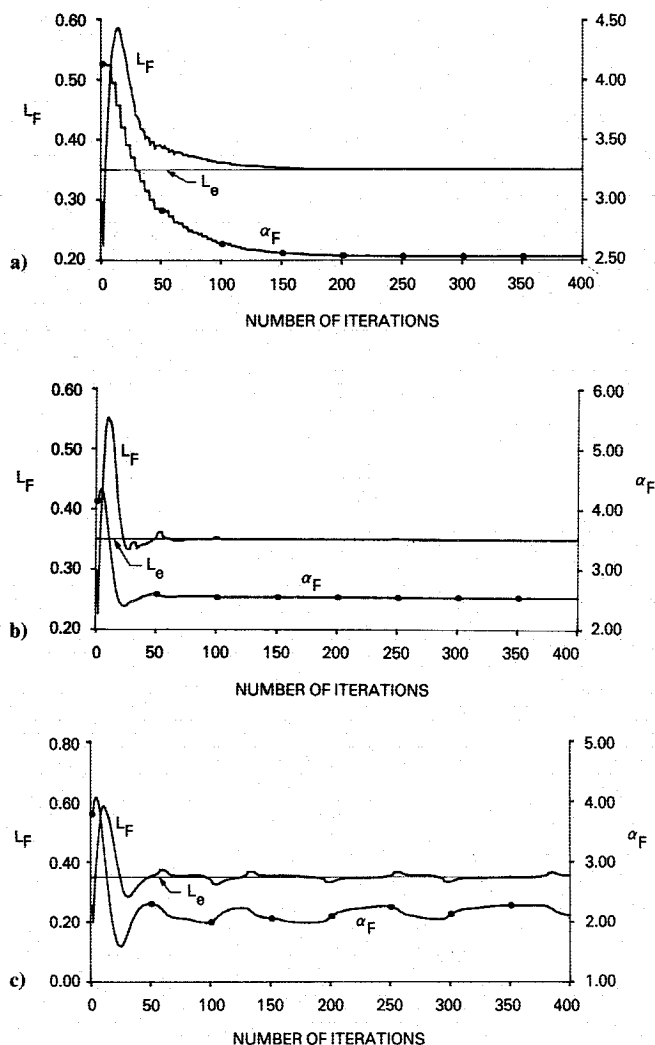 0.60 4.50
L_F
0.50 4.00
L_F
0.40 3.50
L_e
0.30 3.00
α_F
a) 0.20 2.50
0 50 100 150 200 250 300 350 400
NUMBER OF ITERATIONS
0.60 6.00
0.50 5.00
L_F
L_F α_F
0.40 4.00
L_e
0.30 α_F 3.00
b) 0.20 2.00
0 50 100 150 200 250 300 350 400
NUMBER OF ITERATIONS
0.80 5.00
0.60 4.00
L_F L_F α_F
0.40 3.00
L_e
0.20 α_F 2.00
c) 0.00 1.00
0 50 100 150 200 250 300 350 400
NUMBER OF ITERATIONS